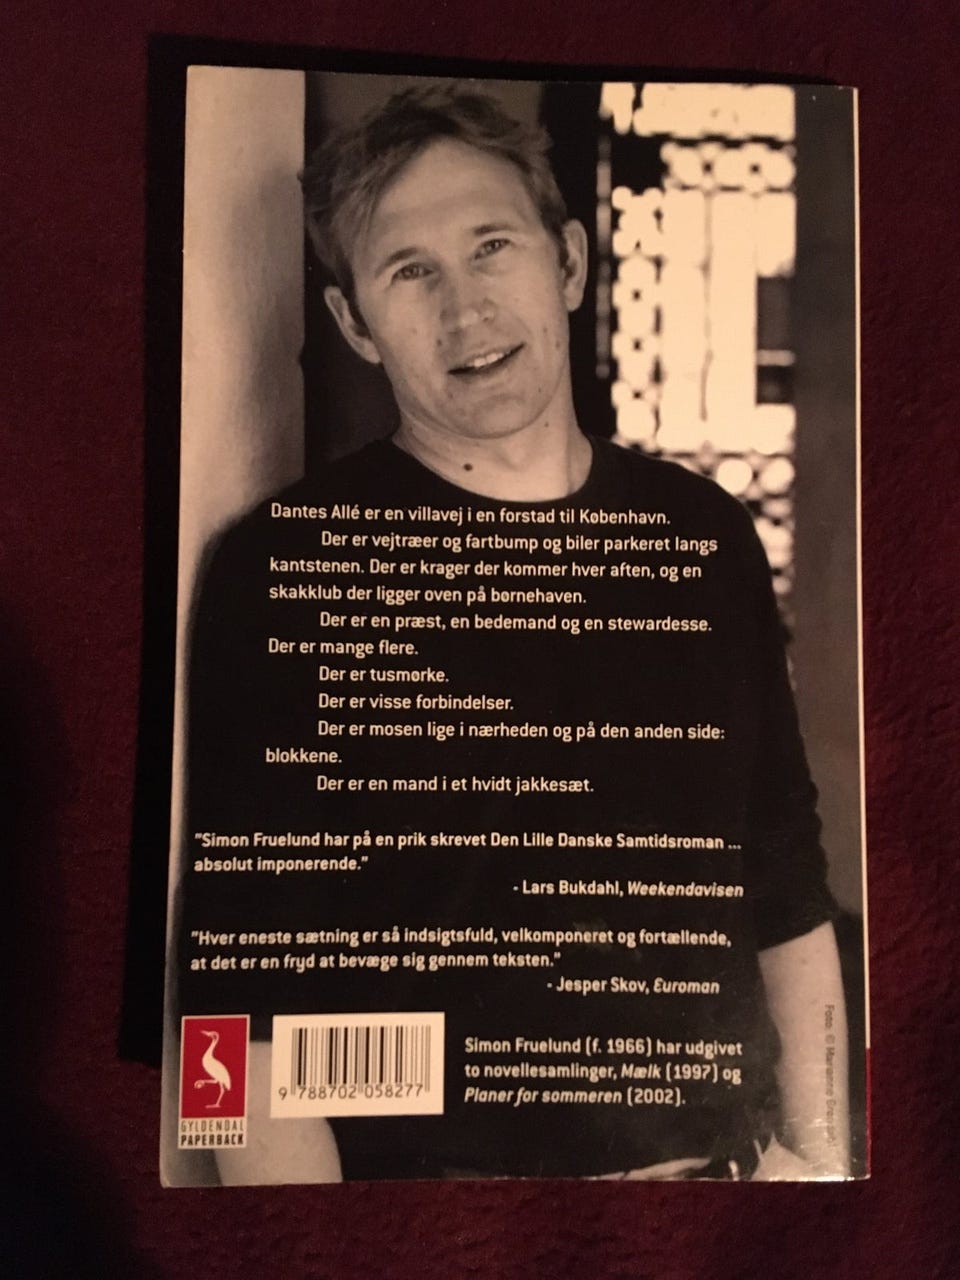 Dantes Allé er en villavej i en forstad til København.
Der er vejtræer og fartbump og biler parkeret langs
kantstenen. Der er krager der kommer hver aften, og en
skakklub der ligger oven på børnehaven.
Der er en præst, en bedemand og en stewardesse.
Der er mange flere.
Der er tusmørke.
Der er visse forbindelser.
Der er mosen lige i nærheden og på den anden side:
blokkene.
Der er en mand i et hvidt jakkesæt.
"Simon Fruelund har på en prik skrevet Den Lille Danske Samtidsroman ...
absolut imponerende."
- Lars Bukdahl, Weekendavisen
"Hver eneste sætning er så indsigtsfuld, velkomponeret og fortællende,
at det er en fryd at bevæge sig gennem teksten."
- Jesper Skov, Euroman
Simon Fruelund (f. 1966) har udgivet
to novellesamlinger, Mælk (1997) og
Planer for sommeren (2002).
9 788702 058277
GYLDENDAL
PAPERBACK
Foto: © Marianne